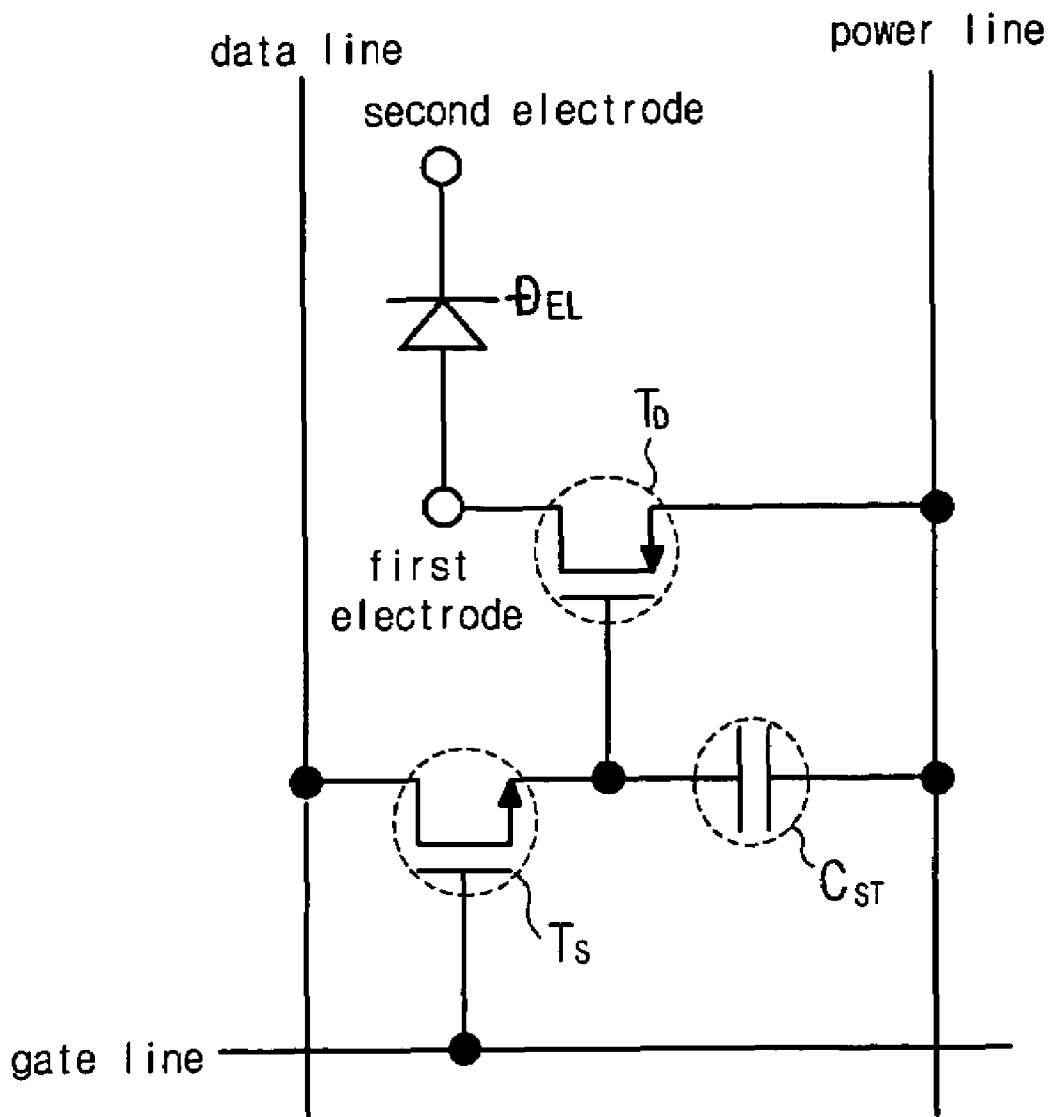 data line
power line
second electrode
DEL
TD
first
electrode
CST
TS
gate line